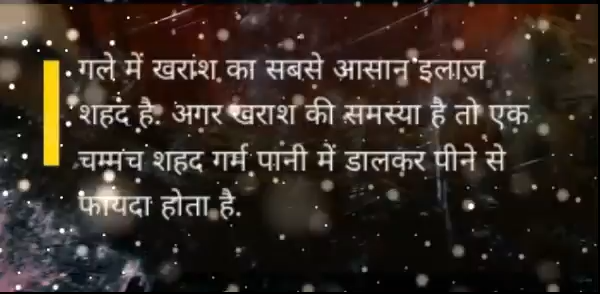 गले में खराश का सबसे आसान इलाज
शहद है. अगर खराश की समस्या है तो एक
चम्मच शहद गर्म पानी में डालकर पीने से
फायदा होता है.